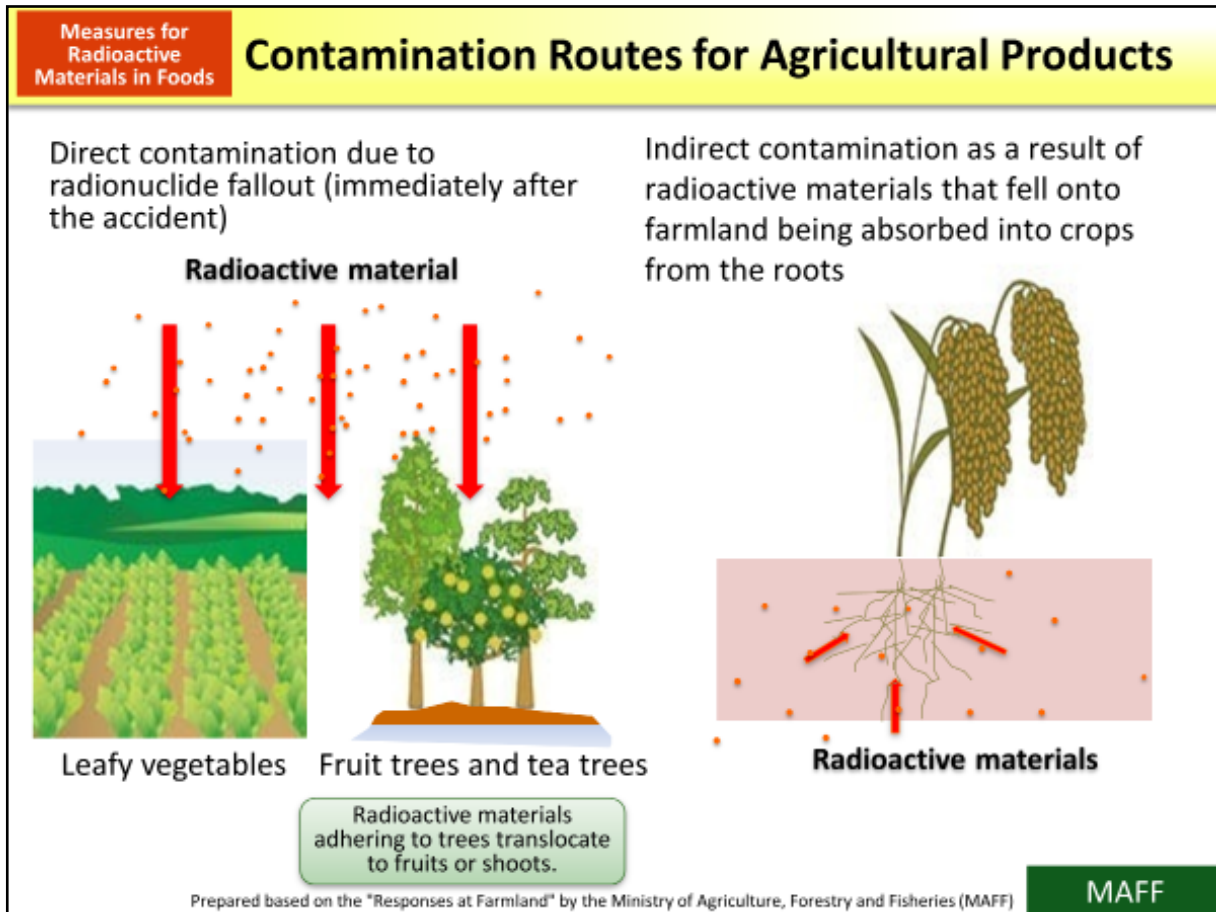 Measures for
Radioactive
Materials in Foods
Contamination Routes for Agricultural Products
Direct contamination due to
radionuclide fallout (immediately after
the accident)
Radioactive material
Leafy vegetables
Fruit trees and tea trees
Radioactive materials
adhering to trees translocate
to fruits or shoots.
Indirect contamination as a result of
radioactive materials that fell onto
farmland being absorbed into crops
from the roots
Radioactive materials
Prepared based on the "Responses at Farmland" by the Ministry of Agriculture, Forestry and Fisheries (MAFF)
MAFF